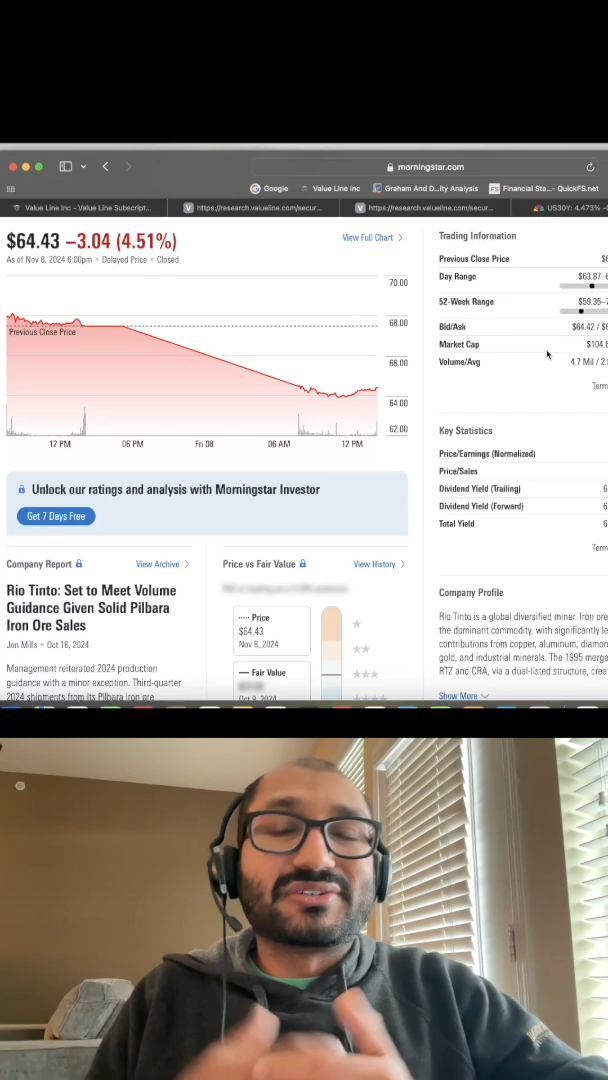 morningstar.com
Google
Value Line Inc
Graham And D...ity Analysis
Financial Sta...- QuickFS.net
Value Line Inc - Value Line Subscript...
https://research.valueline.com/secur...
https://research.valueline.com/secur...
US30Y: 4.473%
$64.43 –3.04 (4.51%)
As of Nov 8, 2024 6:00pm • Delayed Price • Closed
View Full Chart
70.00
68.00
Previous Close Price
66.00
64.00
62.00
12 PM
06 PM
Fri 08
06 AM
12 PM
Unlock our ratings and analysis with Morningstar Investor
Get 7 Days Free
Company Report
View Archive
Rio Tinto: Set to Meet Volume
Guidance Given Solid Pilbara
Iron Ore Sales
Jon Mills • Oct 16, 2024
Management reiterated 2024 production
guidance with a minor exception. Third-quarter
2024 shipments from its Pilbara iron ore
Price vs Fair Value
View History
Price
$64.43
Nov 8, 2024
Fair Value
Oct 9, 2024
Trading Information
Previous Close Price
Day Range $63.87
52-Week Range $59.35
Bid/Ask $64.42 /
Market Cap $104.
Volume/Avg 4.7 Mil / 2.
Term
Key Statistics
Price/Earnings (Normalized)
Price/Sales
Dividend Yield (Trailing) 6
Dividend Yield (Forward) 6
Total Yield 6
Term
Company Profile
Rio Tinto is a global diversified miner. Iron ore
the dominant commodity, with significantly le
contributions from copper, aluminum, diamon
gold, and industrial minerals. The 1995 merge
RTZ and CRA, via a dual-listed structure, crea
Show More